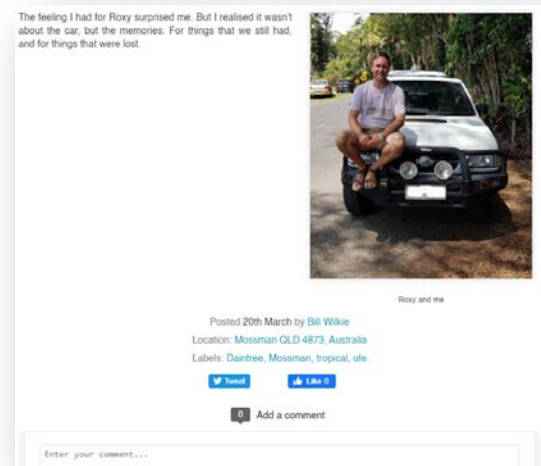 The feeling I had for Roxy surprised me. But I realised it wasn't
about the car, but the memories. For things that we still had,
and for things that were lost.
Roxy and me
Posted 20th March by Bill Wilkie
Location: Mossman QLD 4873, Australia
Labels: Daintree, Mossman, tropical, ute
Tweet
Like 0
0 Add a comment
Enter your comment...